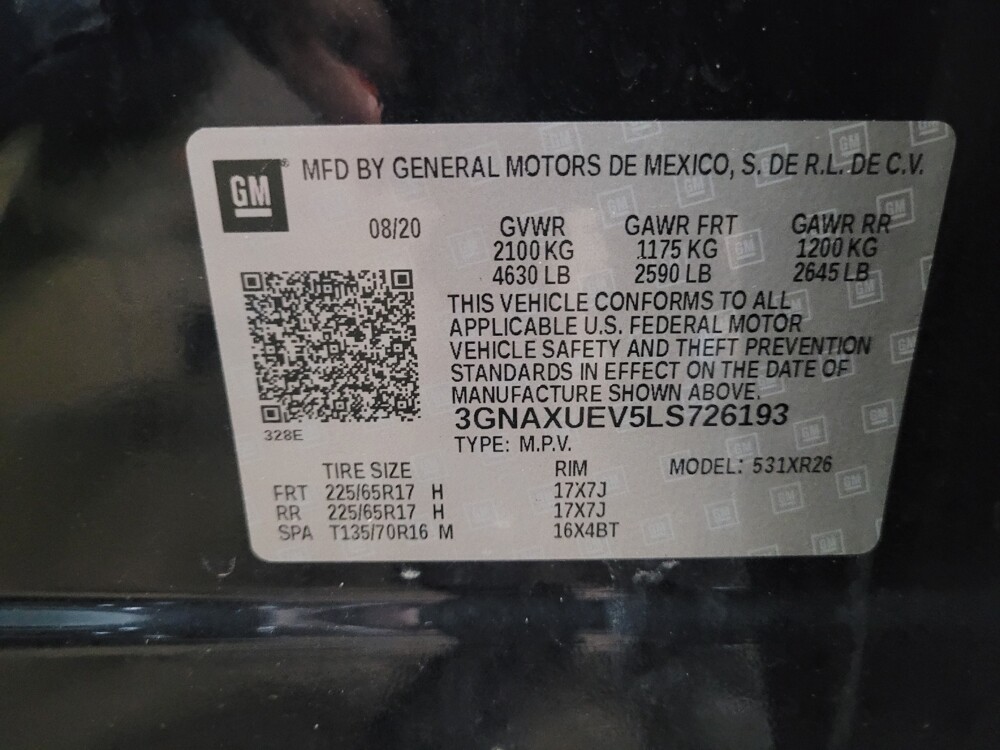 GM® MFD BY GENERAL MOTORS DE MEXICO, S. DE R.L. DE C.V.
08/20 GVWR GAWR FRT GAWR RR
2100 KG 1175 KG 1200 KG
4630 LB 2590 LB 2645 LB
THIS VEHICLE CONFORMS TO ALL
APPLICABLE U.S. FEDERAL MOTOR
VEHICLE SAFETY AND THEFT PREVENTION
STANDARDS IN EFFECT ON THE DATE OF
MANUFACTURE SHOWN ABOVE.
3GNAXUEV5LS726193
328E
TYPE: M.P.V.
TIRE SIZE RIM MODEL: 531XR26
FRT 225/65R17 H 17X7J
RR 225/65R17 H 17X7J
SPA T135/70R16 M 16X4BT